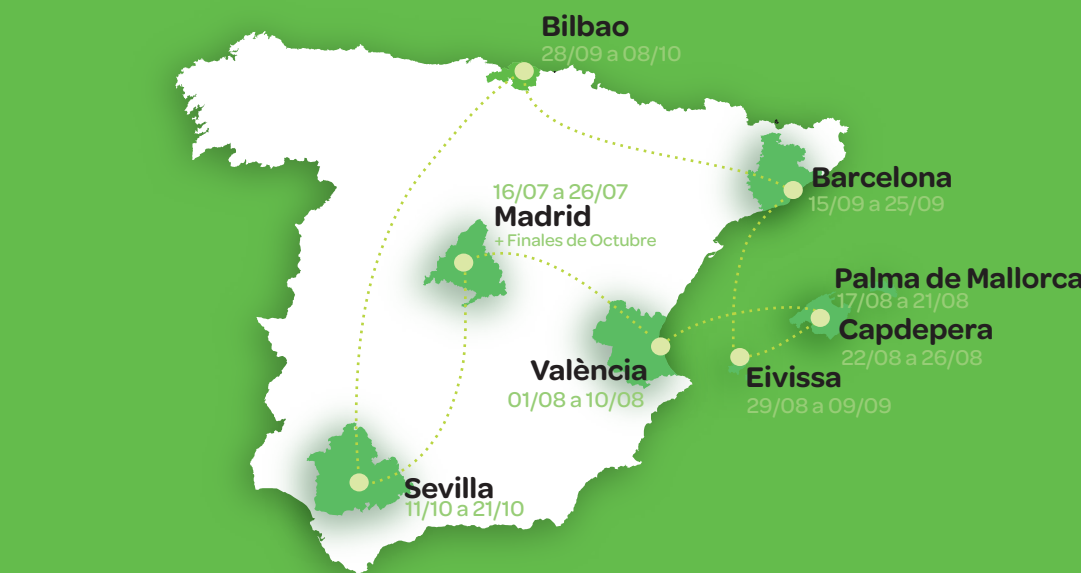 Bilbao
28/09 a 08/10
Barcelona
15/09 a 25/09
16/07 a 26/07
Madrid
+ Finales de Octubre
Palma de Mallorca
17/08 a 21/08
Capdepera
22/08 a 26/08
València
01/08 a 10/08
Eivissa
29/08 a 09/09
Sevilla
11/10 a 21/10